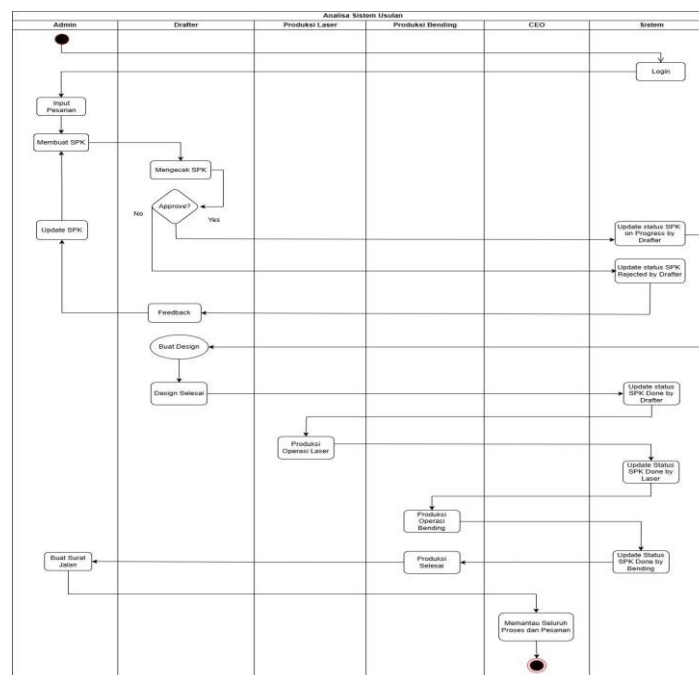 Analisa Sistem Usulan
Admin
Drafter
Produksi Laser
Produksi Bending
CEO
Sistem
Login
Input
Pesanan
Membuat SPK
Mengecek SPK
Approve?
No
Yes
Update SPK
Update status SPK
on Progress by
Drafter
Update status SPK
Rejected by Drafter
Feedback
Buat Design
Design Selesai
Update status
SPK Done by
Drafter
Produksi
Operasi Laser
Update Status
SPK Done by
Laser
Produksi
Operasi
Bending
Buat Surat
Jalan
Produksi
Selesai
Update Status
SPK Done by
Bending
Memantau Seluruh
Proses dan Pesanan